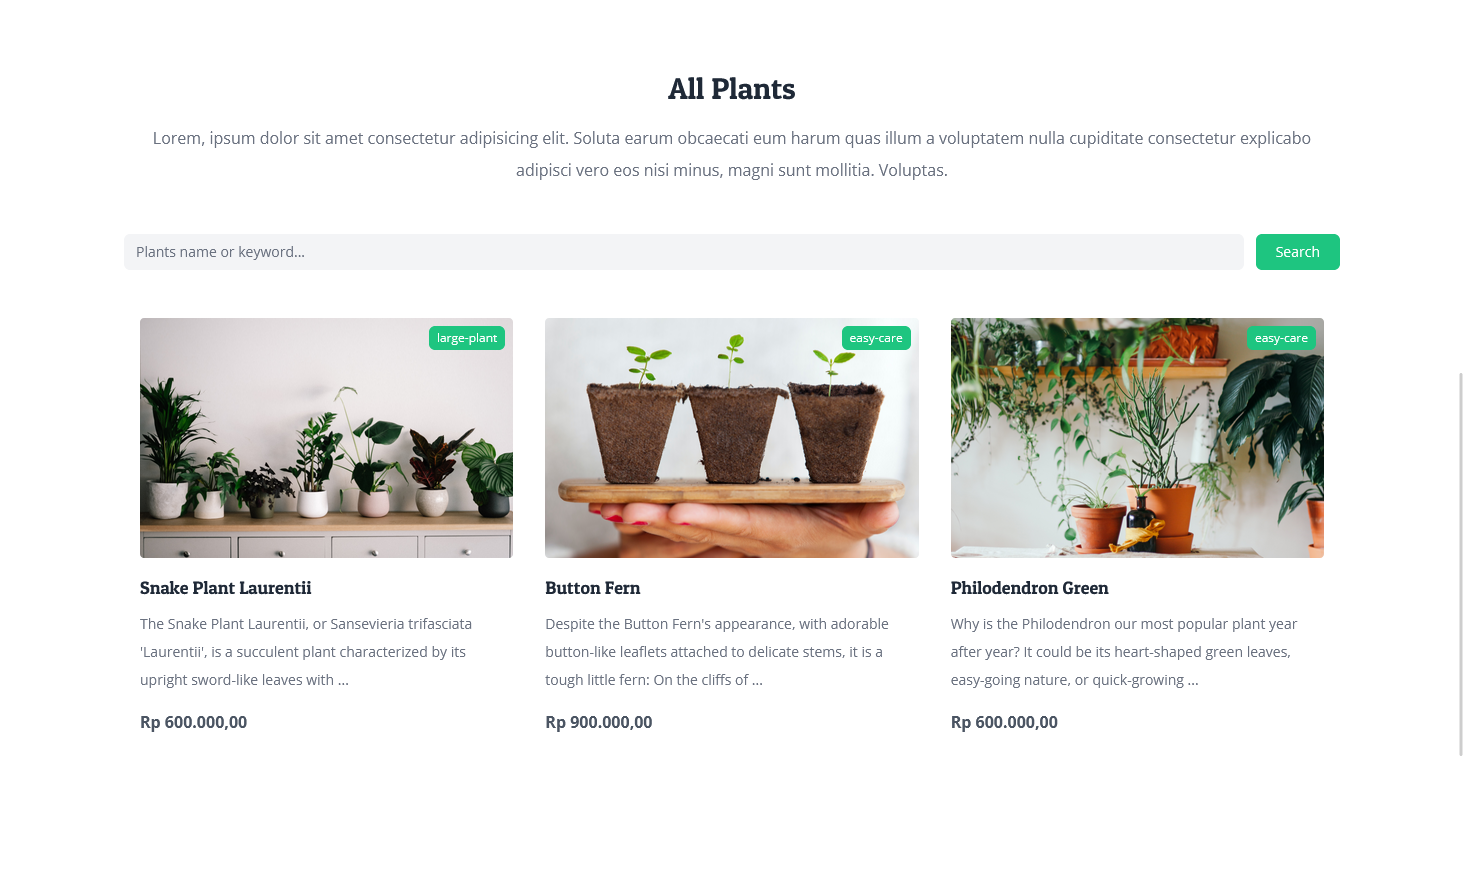 All Plants
Lorem, ipsum dolor sit amet consectetur adipisicing elit. Soluta earum obcaecati eum harum quas illum a voluptatem nulla cupiditate consectetur explicabo
adipisci vero eos nisi minus, magni sunt mollitia. Voluptas.
Plants name or keyword...
Search
large-plant
easy-care
easy-care
Snake Plant Laurentii
The Snake Plant Laurentii, or Sansevieria trifasciata
'Laurentii', is a succulent plant characterized by its
upright sword-like leaves with ...
Rp 600.000,00
Button Fern
Despite the Button Fern's appearance, with adorable
button-like leaflets attached to delicate stems, it is a
tough little fern: On the cliffs of ...
Rp 900.000,00
Philodendron Green
Why is the Philodendron our most popular plant year
after year? It could be its heart-shaped green leaves,
easy-going nature, or quick-growing ...
Rp 600.000,00